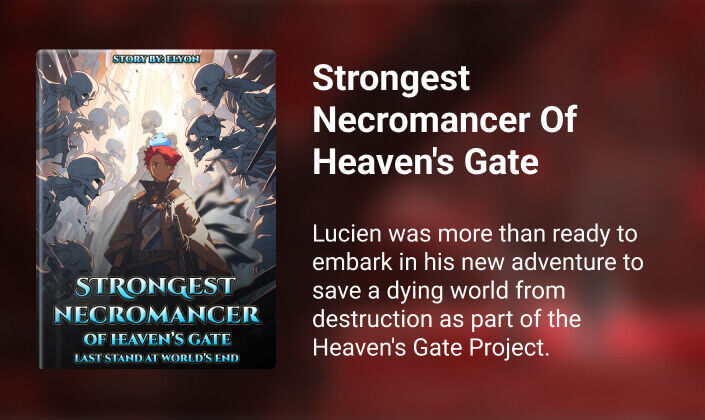 STORY BY: ELYON
STRONGEST
NECROMANCER
OF HEAVEN'S GATE
LAST STAND AT WORLD'S END
Strongest
Necromancer Of
Heaven's Gate
Lucien was more than ready to
embark in his new adventure to
save a dying world from
destruction as part of the
Heaven's Gate Project.